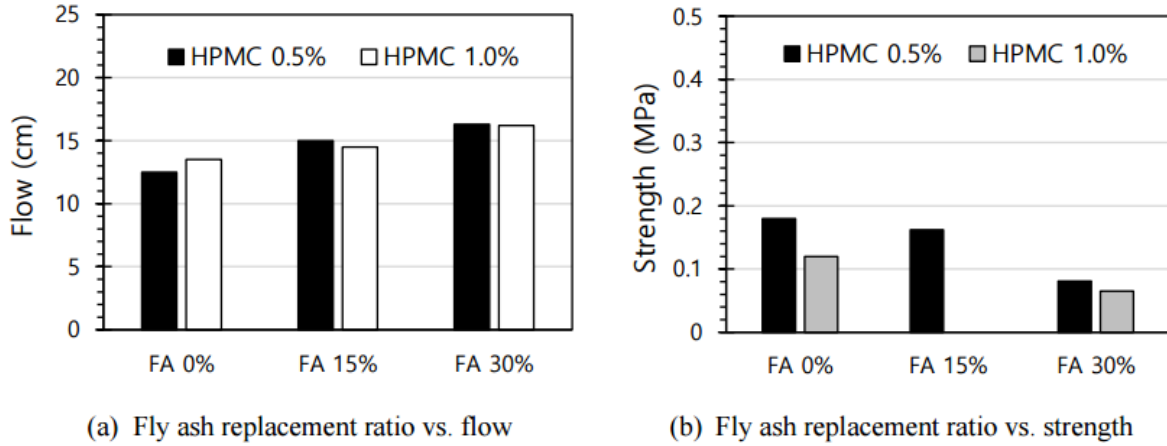 25
20
15
10
5
0
Flow (cm)
HPMC 0.5% HPMC 1.0%
FA 0% FA 15% FA 30%
(a) Fly ash replacement ratio vs. flow
0.5
0.4
0.3
0.2
0.1
0
Strength (MPa)
HPMC 0.5% HPMC 1.0%
FA 0% FA 15% FA 30%
(b) Fly ash replacement ratio vs. strength